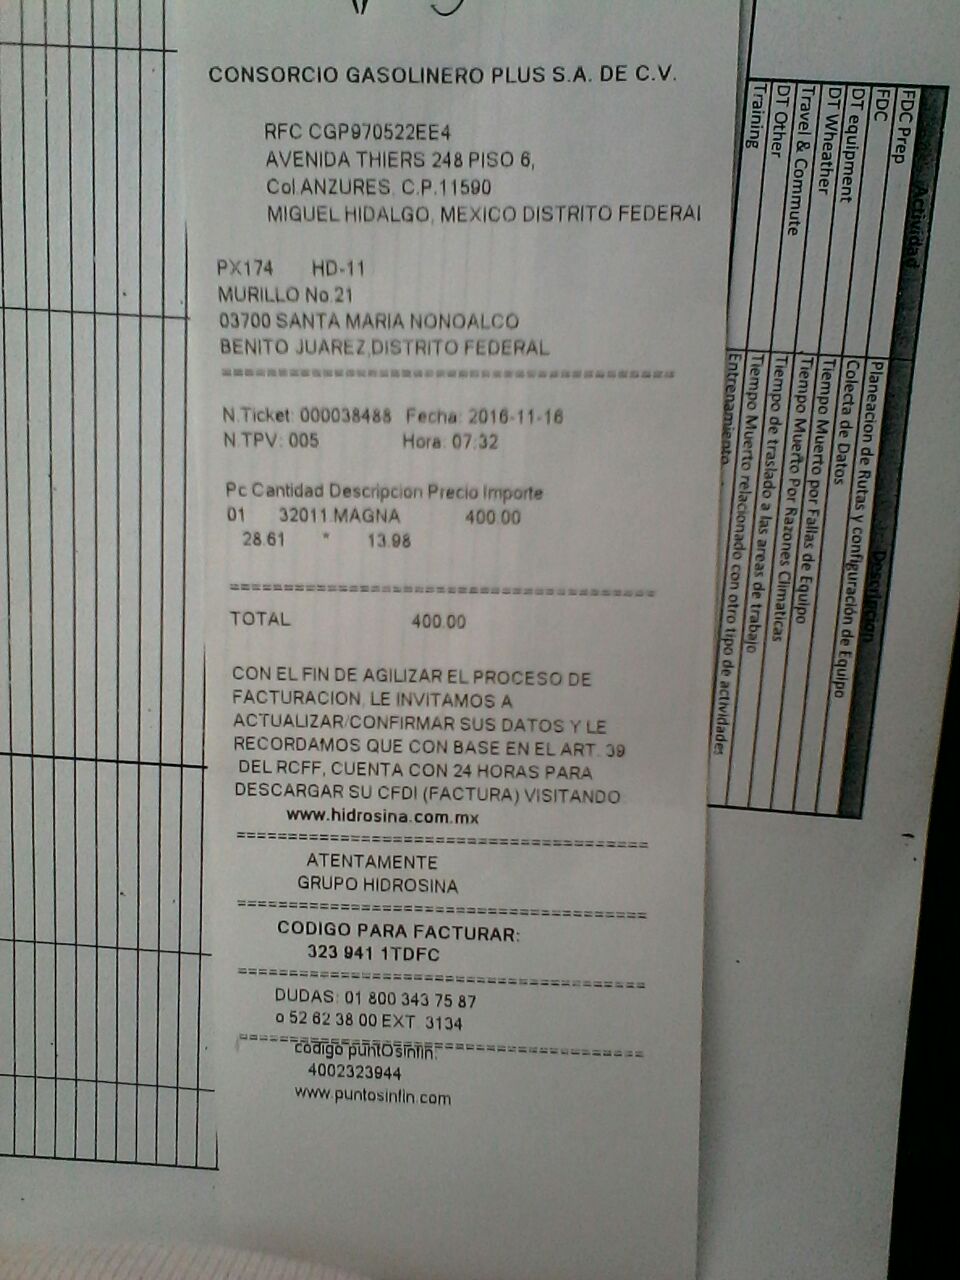 CONSORCIO GASOLINERO PLUS S.A. DE C.V.
RFC CGP970522EE4
AVENIDA THIERS 248 PISO 6,
Col.ANZURES. C.P.11590
MIGUEL HIDALGO, MEXICO DISTRITO FEDERAl
PX174 HD-11
MURILLO No.21
03700 SANTA MARIA NONOALCO
BENITO JUAREZ,DISTRITO FEDERAL
======================================
N.Ticket: 000038488 Fecha: 2016-11-16
N.TPV: 005 Hora: 07:32
Pc Cantidad Descripcion Precio Importe
01 32011.MAGNA 400.00
28.61 * 13.98
======================================
TOTAL 400.00
CON EL FIN DE AGILIZAR EL PROCESO DE
FACTURACION, LE INVITAMOS A
ACTUALIZAR/CONFIRMAR SUS DATOS Y LE
RECORDAMOS QUE CON BASE EN EL ART. 39
DEL RCFF, CUENTA CON 24 HORAS PARA
DESCARGAR SU CFDI (FACTURA) VISITANDO:
www.hidrosina.com.mx
======================================
ATENTAMENTE
GRUPO HIDROSINA
======================================
CODIGO PARA FACTURAR:
323 941 1TDFC
======================================
DUDAS: 01 800 343 75 87
o 52 62 38 00 EXT. 3134
======================================
codigo puntOsinfin:
4002323944
www.puntosinfin.com
Actividad Descripcion
FDC Prep Planeacion de Rutas y configuración de Equipo
FDC Colecta de Datos
DT equipment Tiempo Muerto por Fallas de Equipo
DT Wheather Tiempo Muerto Por Razones Climaticas
Travel & Commute Tiempo de traslado a las areas de trabajo
DT Other Tiempo Muerto relacionado con otro tipo de actividades
Training Entrenamiento